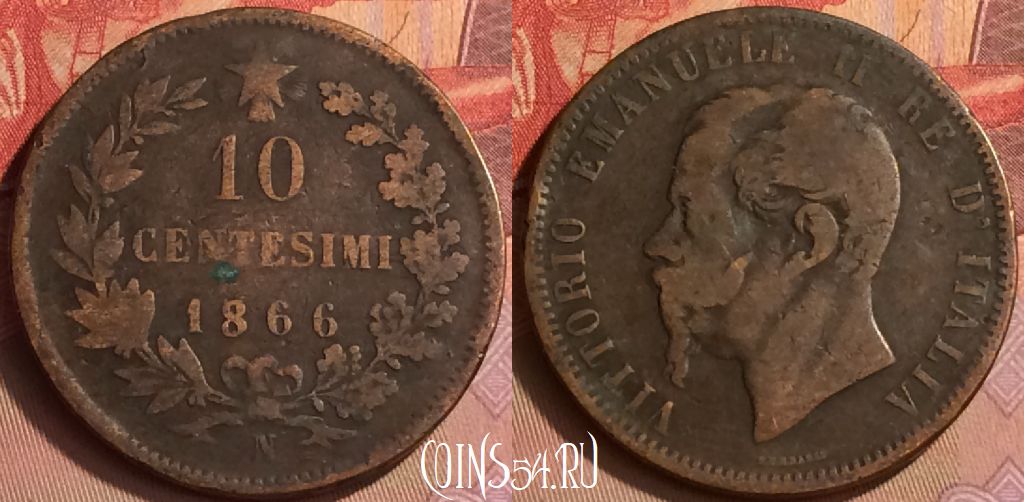 10
CENTESIMI
1866
N
VITTORIO EMANUELE II RE D'ITALIA
COINS54.RU